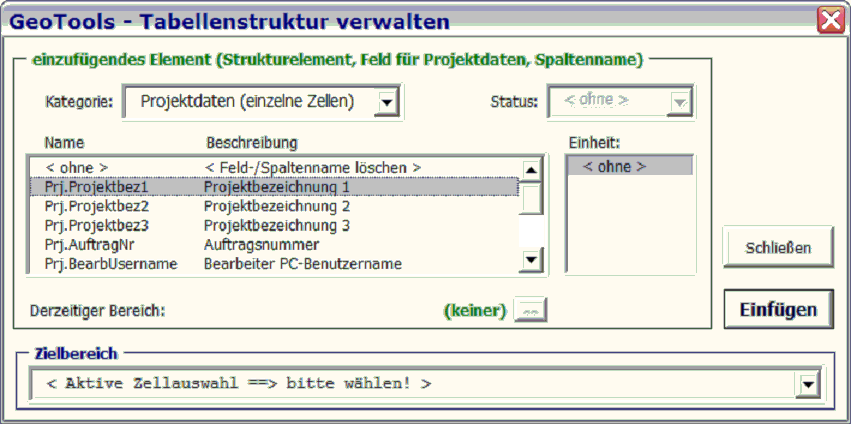 GeoTools - Tabellenstruktur verwalten
einzufügendes Element (Strukturelement, Feld für Projektdaten, Spaltenname)
Kategorie: Projektdaten (einzelne Zellen) Status: < ohne >
Name Beschreibung Einheit:
< ohne > < Feld-/Spaltenname löschen > < ohne >
Prj.Projektbez1 Projektbezeichnung 1
Prj.Projektbez2 Projektbezeichnung 2
Prj.Projektbez3 Projektbezeichnung 3
Prj.AuftragNr Auftragsnummer
Prj.BearbUsername Bearbeiter PC-Benutzername
Schließen
Derzeitiger Bereich: (keiner) Einfügen
Zielbereich
< Aktive Zellauswahl ==> bitte wählen! >